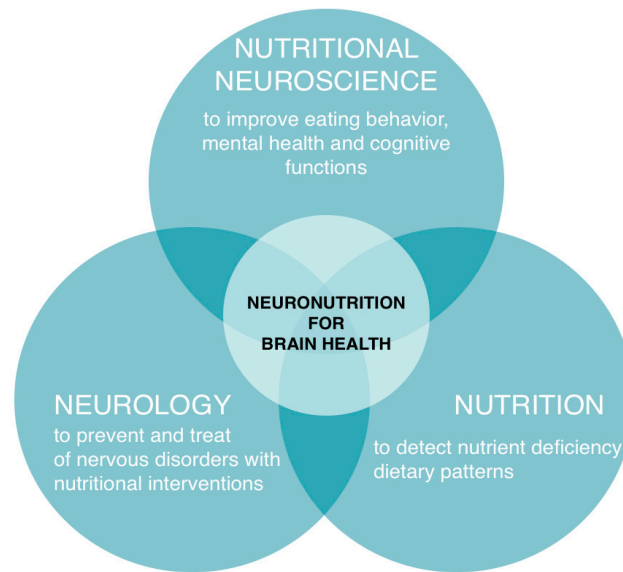 NUTRITIONAL
NEUROSCIENCE
to improve eating behavior,
mental health and cognitive
functions
NEURONUTRITION
FOR
BRAIN HEALTH
NEUROLOGY
to prevent and treat
of nervous disorders with
nutritional interventions
NUTRITION
to detect nutrient deficiency
dietary patterns